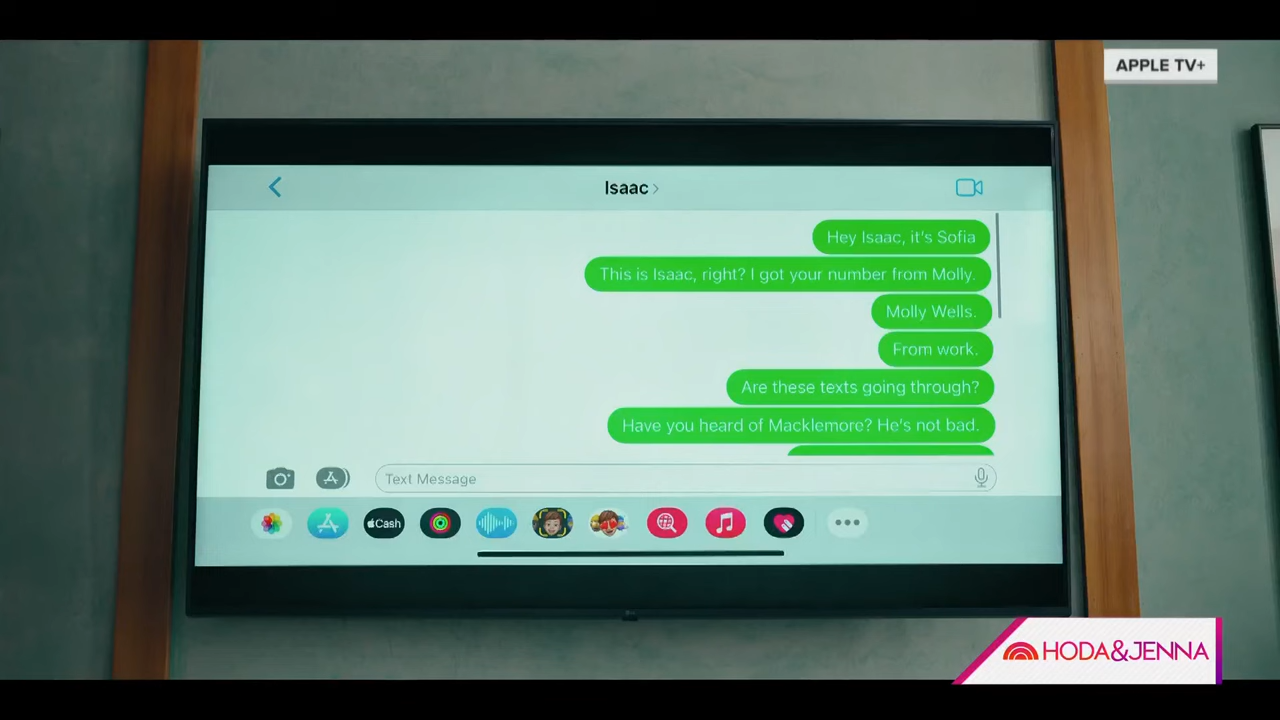 APPLE TV+
Isaac
Hey Isaac, it's Sofia
This is Isaac, right? I got your number from Molly.
Molly Wells.
From work.
Are these texts going through?
Have you heard of Macklemore? He's not bad.
Text Message
Cash
HODA&JENNA